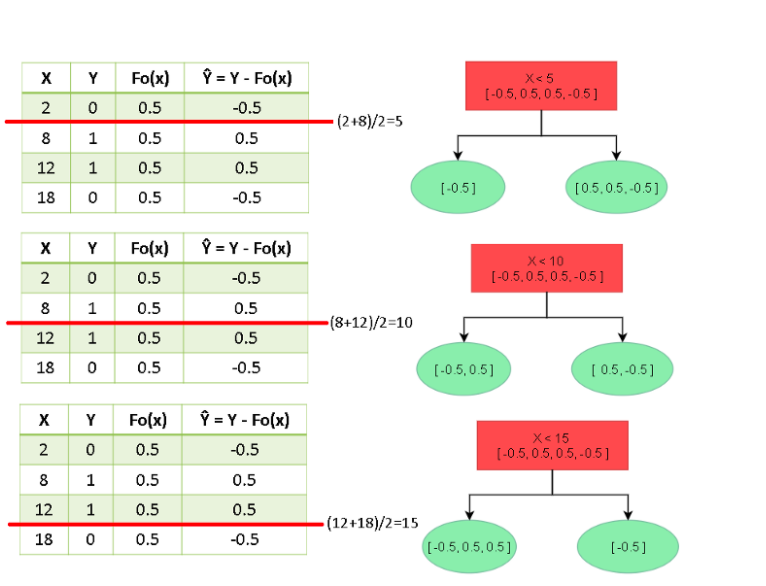 X Y Fo(x) Ŷ = Y - Fo(x)
2 0 0.5 -0.5
(2+8)/2=5
8 1 0.5 0.5
12 1 0.5 0.5
18 0 0.5 -0.5
X < 5
[ -0.5, 0.5, 0.5, -0.5 ]
[ -0.5 ]
[ 0.5, 0.5, -0.5 ]
X Y Fo(x) Ŷ = Y - Fo(x)
2 0 0.5 -0.5
8 1 0.5 0.5
(8+12)/2=10
12 1 0.5 0.5
18 0 0.5 -0.5
X < 10
[ -0.5, 0.5, 0.5, -0.5 ]
[ -0.5, 0.5 ]
[ 0.5, -0.5 ]
X Y Fo(x) Ŷ = Y - Fo(x)
2 0 0.5 -0.5
8 1 0.5 0.5
12 1 0.5 0.5
(12+18)/2=15
18 0 0.5 -0.5
X < 15
[ -0.5, 0.5, 0.5, -0.5 ]
[ -0.5, 0.5, 0.5 ]
[ -0.5 ]